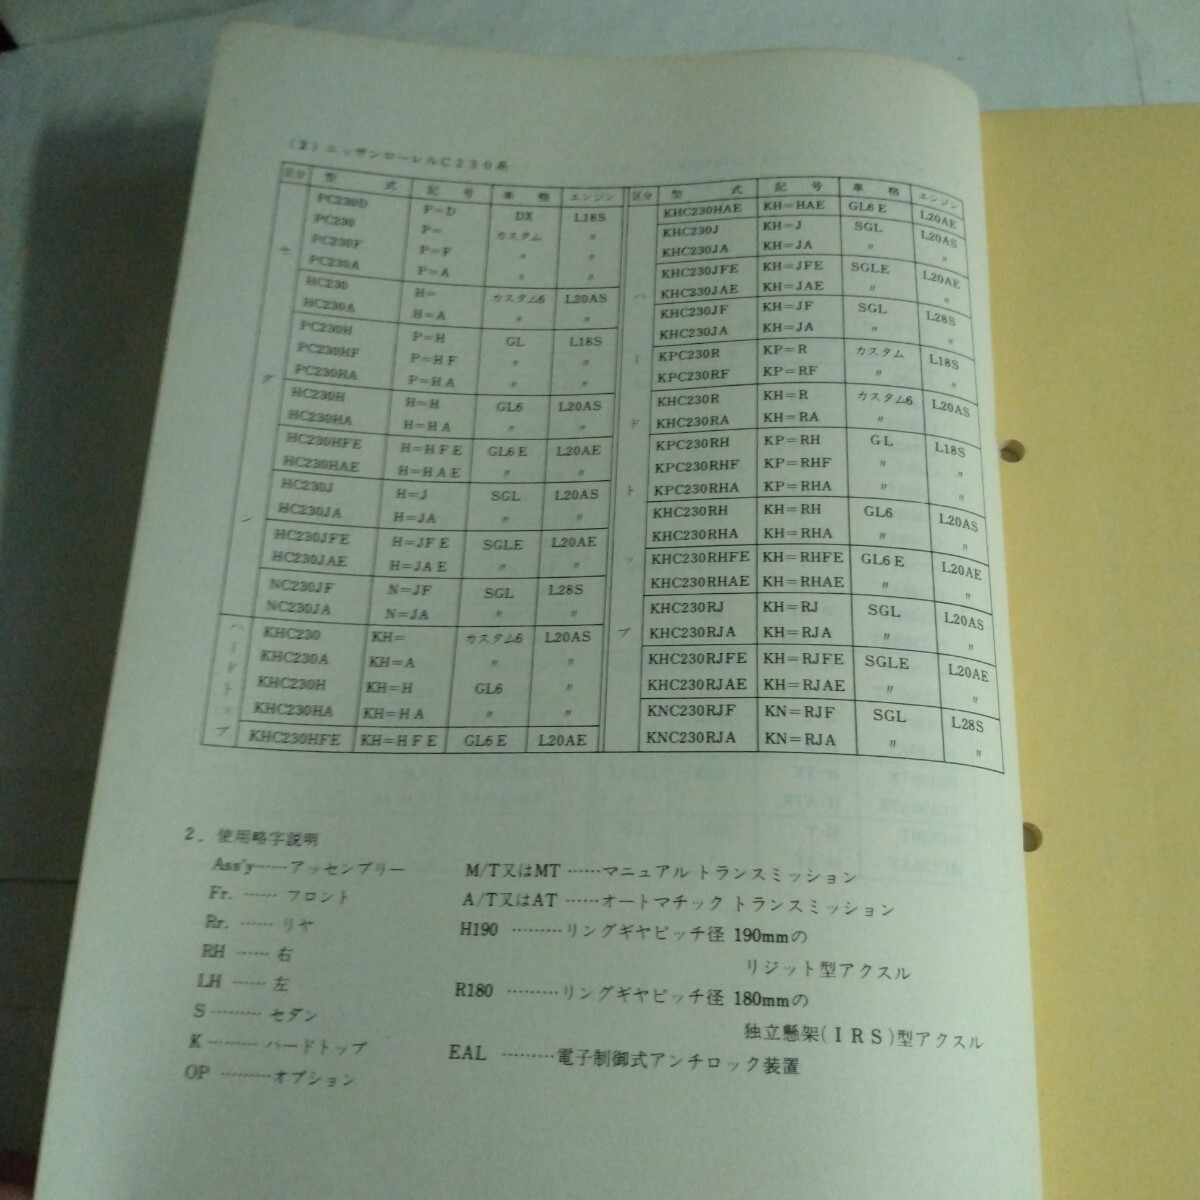 (2) ニッサンローレルC230系
区分 型 式 記 号 車 格 エンジン
セダン
PC230D P=D DX L18S
PC230 P= カスタム 〃
PC230F P=F 〃 〃
PC230A P=A 〃 〃
HC230 H= カスタム6 L20AS
HC230A H=A 〃 〃
PC230H P=H GL L18S
PC230HF P=HF 〃 〃
PC230HA P=HA 〃 〃
HC230H H=H GL6 L20AS
HC230HA H=HA 〃 〃
HC230HFE H=HFE GL6E L20AE
HC230HAE H=HAE 〃 〃
HC230J H=J SGL L20AS
HC230JA H=JA 〃 〃
HC230JFE H=JFE SGLE L20AE
HC230JAE H=JAE 〃 〃
NC230JF N=JF SGL L28S
NC230JA N=JA 〃 〃
ハードトップ
KHC230 KH= カスタム6 L20AS
KHC230A KH=A 〃 〃
KHC230H KH=H GL6 〃
KHC230HA KH=HA 〃 〃
KHC230HFE KH=HFE GL6E L20AE
区分 型 式 記 号 車 格 エンジン
ハードトップ
KHC230HAE KH=HAE GL6E L20AE
KHC230J KH=J SGL L20AS
KHC230JA KH=JA 〃 〃
KHC230JFE KH=JFE SGLE L20AE
KHC230JAE KH=JAE 〃 〃
KHC230JF KH=JF SGL L28S
KHC230JA KH=JA 〃 〃
KPC230R KP=R カスタム L18S
KPC230RF KP=RF 〃 〃
KHC230R KH=R カスタム6 L20AS
KHC230RA KH=RA 〃 〃
KPC230RH KP=RH GL L18S
KPC230RHF KP=RHF 〃 〃
KPC230RHA KP=RHA 〃 〃
KHC230RH KH=RH GL6 L20AS
KHC230RHA KH=RHA 〃 〃
KHC230RHFE KH=RHFE GL6E L20AE
KHC230RHAE KH=RHAE 〃 〃
KHC230RJ KH=RJ SGL L20AS
KHC230RJA KH=RJA 〃 〃
KHC230RJFE KH=RJFE SGLE L20AE
KHC230RJAE KH=RJAE 〃 〃
KNC230RJF KN=RJF SGL L28S
KNC230RJA KN=RJA 〃 〃
2. 使用略字説明
Ass'y……アッセンブリー
Fr. …… フロント
Rr. …… リヤ
RH …… 右
LH …… 左
S ……… セダン
K ……… ハードトップ
OP ………オプション
M/T又はMT ……マニュアル トランスミッション
A/T又はAT ……オートマチック トランスミッション
H190 ………リングギヤピッチ径 190mmの
リジット型アクスル
R180 ………リングギヤピッチ径 180mmの
独立懸架(IRS)型アクスル
EAL ………電子制御式アンチロック装置